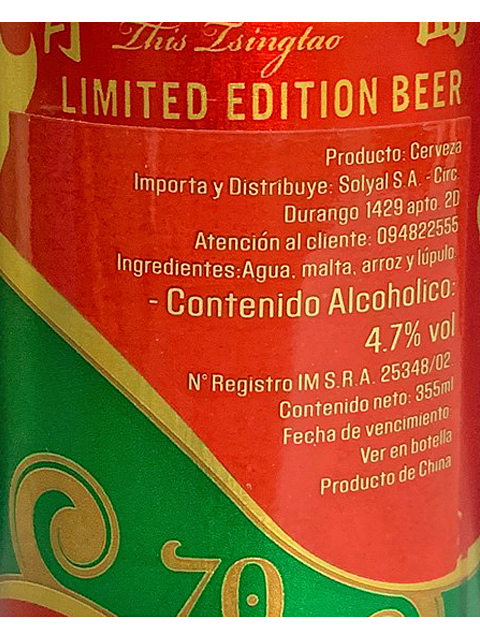 This Tsingtao
LIMITED EDITION BEER
Producto: Cerveza
Importa y Distribuye: Solyal S.A. - Circ.
Durango 1429 apto. 2D
Atención al cliente: 094822555
Ingredientes:Agua, malta, arroz y lúpulo.
- Contenido Alcoholico:
4.7% vol
N° Registro IM S.R.A. 25348/02.
Contenido neto: 355ml
Fecha de vencimiento:
Ver en botella
Producto de China
70